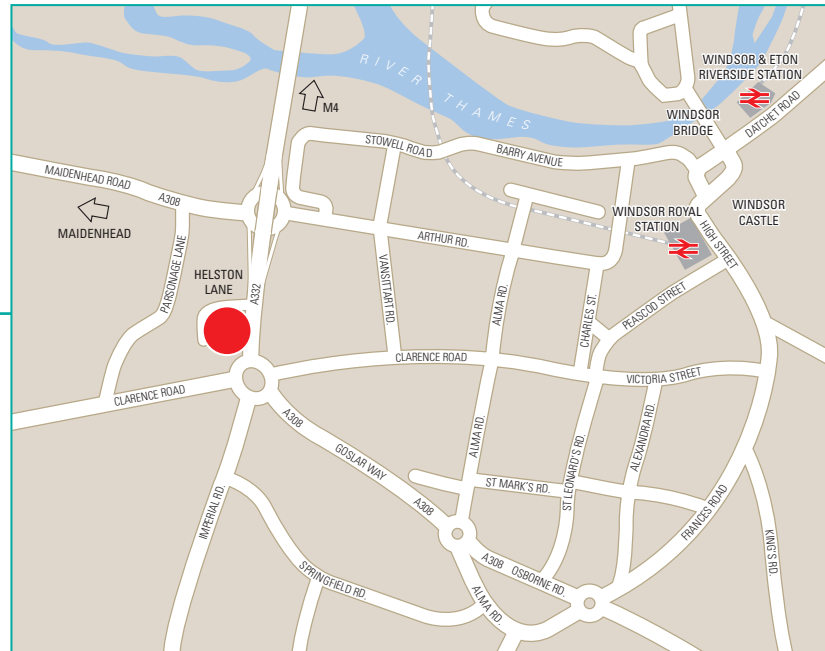 RIVER THAMES
WINDSOR & ETON
RIVERSIDE STATION
M4
WINDSOR
BRIDGE
DATCHET ROAD
STOWELL ROAD
BARRY AVENUE
MAIDENHEAD ROAD
A308
MAIDENHEAD
WINDSOR ROYAL
STATION
WINDSOR
CASTLE
HIGH STREET
ARTHUR RD.
PARSONAGE LANE
HELSTON
LANE
A332
VANSITTART RD.
ALMA RD.
CHARLES ST.
PEASCOD STREET
CLARENCE ROAD
VICTORIA STREET
CLARENCE ROAD
A308
GOSLAR WAY
A308
ALMA RD.
ST MARK'S RD.
ST LEONARD'S RD.
ALEXANDRA RD.
FRANCES ROAD
KING'S RD.
IMPERIAL RD.
SPRINGFIELD RD.
A308
OSBORNE RD.
ALMA RD.